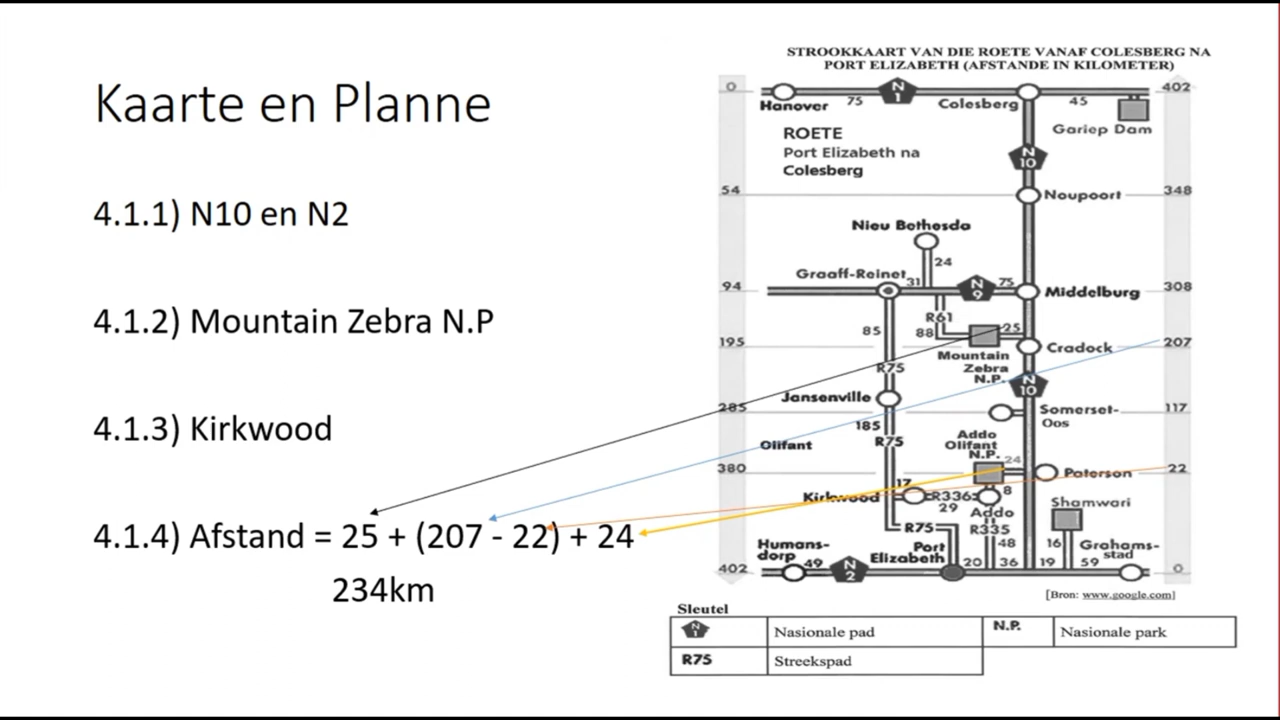 Kaarte en Planne
4.1.1) N10 en N2
4.1.2) Mountain Zebra N.P
4.1.3) Kirkwood
4.1.4) Afstand = 25 + (207 - 22) + 24
234km
STROOKKAART VAN DIE ROETE VANAF COLESBERG NA
PORT ELIZABETH (AFSTANDE IN KILOMETER)
0
N
1
402
Hanover
75
Colesberg
45
Gariep Dam
ROETE
Port Elizabeth na
Colesberg
N
10
54
Noupoort
348
Nieu Bethesda
24
Graaff-Reinet
31
N
9
75
94
Middelburg
308
R61
85
88
25
195
Cradock
207
Mountain
Zebra
N.P.
R75
N
10
Jansenville
285
Somerset-
Oos
117
185
R75
Olifant
Addo
Olifant
N.P.
24
380
Paterson
22
17
Kirkwood
R336
8
29
Addo
Shamwari
R75
R335
Humans-
dorp
49
N
2
Port
Elizabeth
20
48
36
16
19
59
Grahams-
stad
402
0
[Bron: www.google.com]
Sleutel
N
1
Nasionale pad
N.P.
Nasionale park
R75
Streekspad